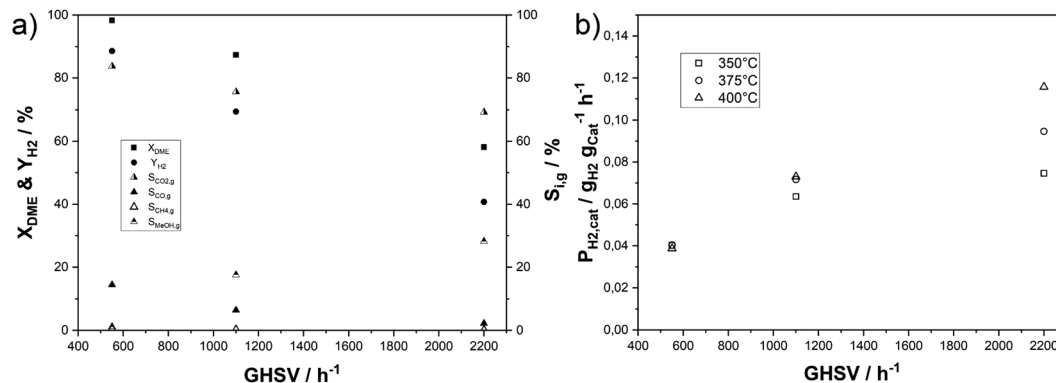 a)
100
80
60
40
20
0
X_DME & Y_H2 / %
X_DME
Y_H2
S_CO2,g
S_CO,g
S_CH4,g
S_MeOH,g
400 600 800 1000 1200 1400 1600 1800 2000 2200
GHSV / h⁻¹
100
80
60
40
20
0
S_i,g / %
b)
0,14
0,12
0,10
0,08
0,06
0,04
0,02
0,00
P_H2,cat / g_H2 g_Cat⁻¹ h⁻¹
350°C
375°C
400°C
400 600 800 1000 1200 1400 1600 1800 2000 2200
GHSV / h⁻¹